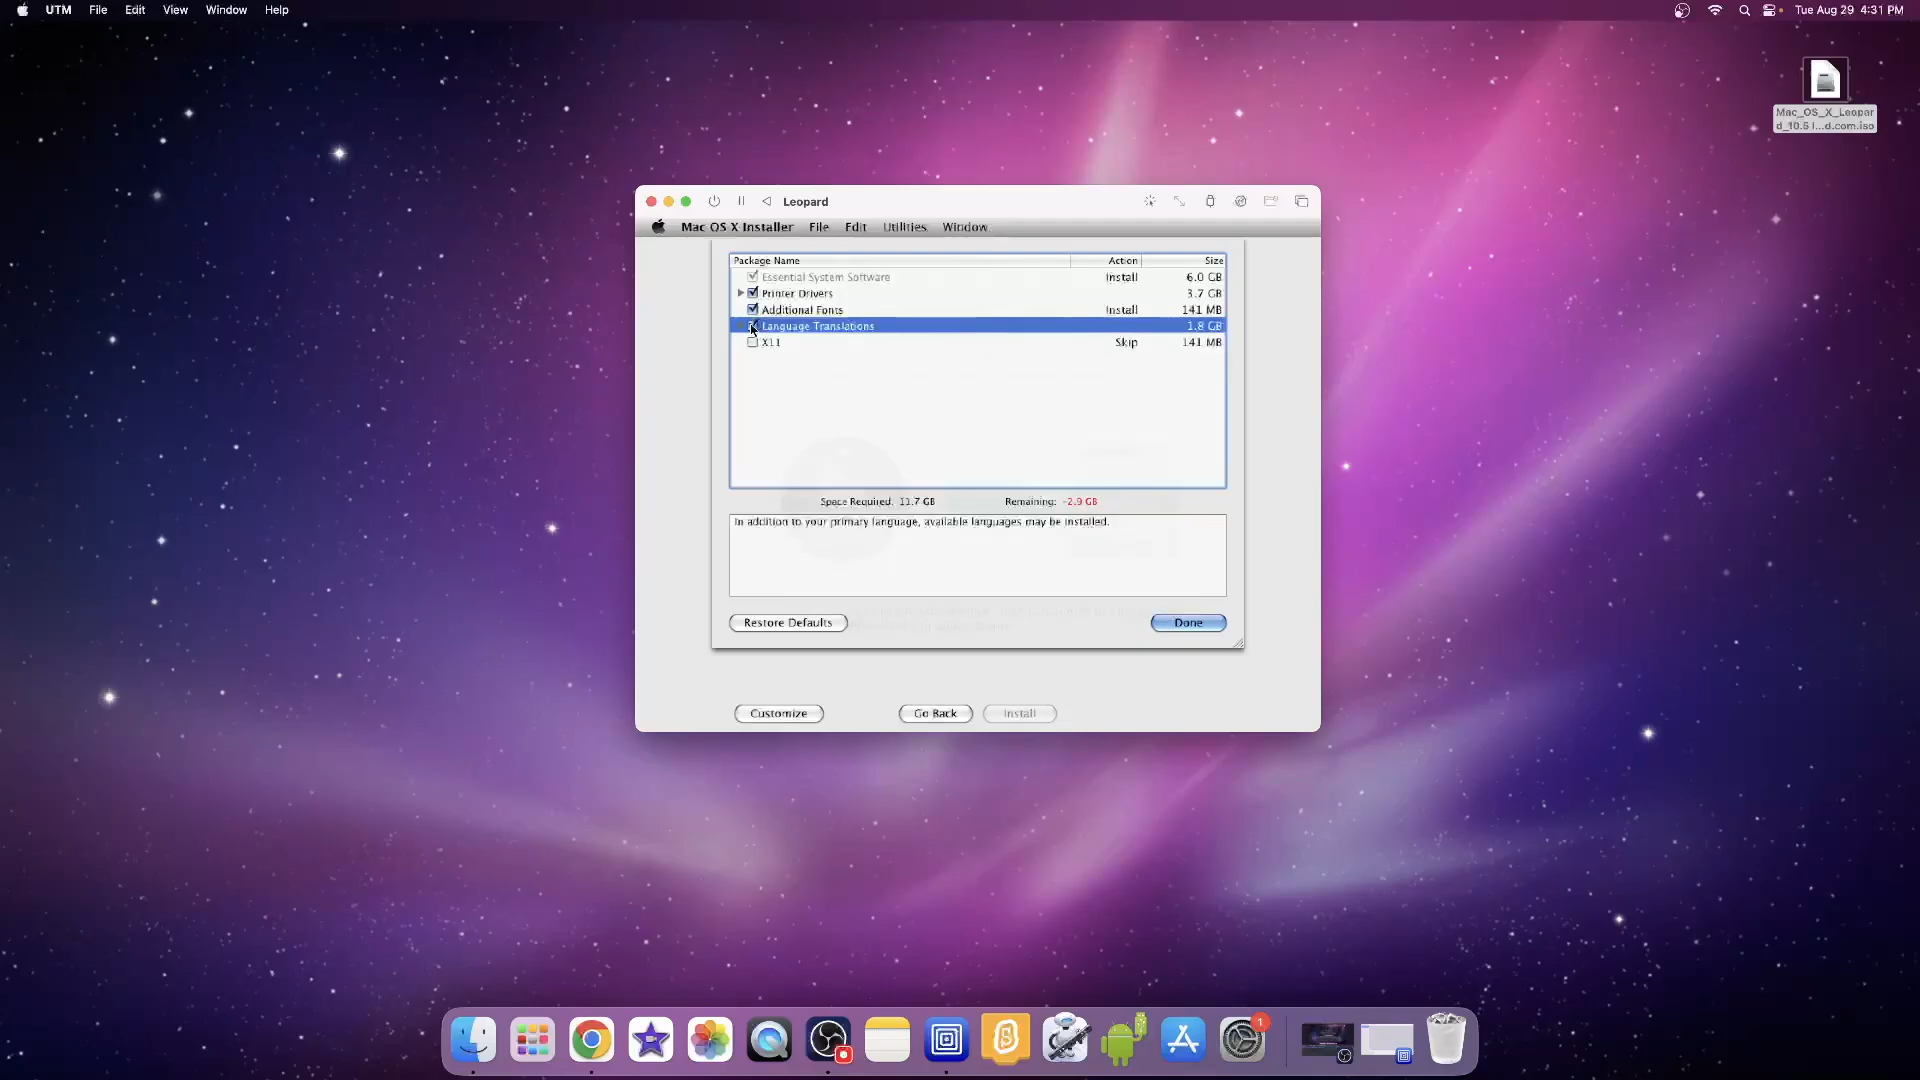 UTM File Edit View Window Help Tue Aug 29 4:31 PM
Mac_OS_X_Leopar
d_10.5 I...d.com.iso
Leopard
Mac OS X Installer File Edit Utilities Window
Package Name Action Size
Essential System Software Install 6.0 GB
Printer Drivers 3.7 GB
Additional Fonts Install 141 MB
Language Translations 1.8 GB
X11 Skip 141 MB
Space Required: 11.7 GB Remaining: -2.9 GB
In addition to your primary language, available languages may be installed.
Restore Defaults Done
Customize Go Back Install
1